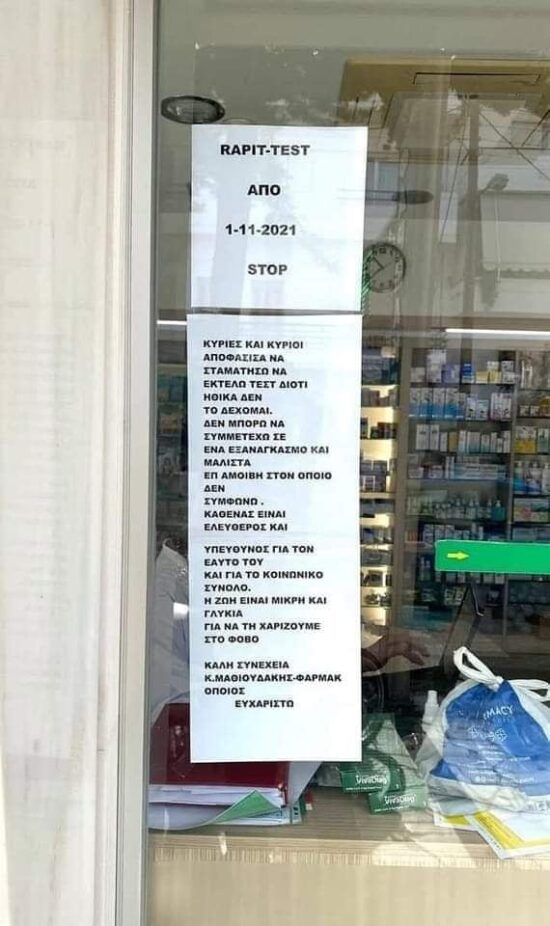 RAPIT-TEST
ΑΠΟ
1-11-2021
STOP
ΚΥΡΙΕΣ ΚΑΙ ΚΥΡΙΟΙ
ΑΠΟΦΑΣΙΣΑ ΝΑ
ΣΤΑΜΑΤΗΣΩ ΝΑ
ΕΚΤΕΛΩ ΤΕΣΤ ΔΙΟΤΙ
ΗΘΙΚΑ ΔΕΝ
ΤΟ ΔΕΧΟΜΑΙ.
ΔΕΝ ΜΠΟΡΩ ΝΑ
ΣΥΜΜΕΤΕΧΩ ΣΕ
ΕΝΑ ΕΞΑΝΑΓΚΑΣΜΟ ΚΑΙ
ΜΑΛΙΣΤΑ
ΕΠ ΑΜΟΙΒΗ ΣΤΟΝ ΟΠΟΙΟ
ΔΕΝ
ΣΥΜΦΩΝΩ .
ΚΑΘΕΝΑΣ ΕΙΝΑΙ
ΕΛΕΥΘΕΡΟΣ ΚΑΙ
ΥΠΕΥΘΥΝΟΣ ΓΙΑ ΤΟΝ
ΕΑΥΤΟ ΤΟΥ
ΚΑΙ ΓΙΑ ΤΟ ΚΟΙΝΩΝΙΚΟ
ΣΥΝΟΛΟ.
Η ΖΩΗ ΕΙΝΑΙ ΜΙΚΡΗ ΚΑΙ
ΓΛΥΚΙΑ
ΓΙΑ ΝΑ ΤΗ ΧΑΡΙΖΟΥΜΕ
ΣΤΟ ΦΟΒΟ
ΚΑΛΗ ΣΥΝΕΧΕΙΑ
Κ.ΜΑΘΙΟΥΔΑΚΗΣ-ΦΑΡΜΑΚ
ΟΠΟΙΟΣ
ΕΥΧΑΡΙΣΤΩ
VivaDiag
VivaDiag